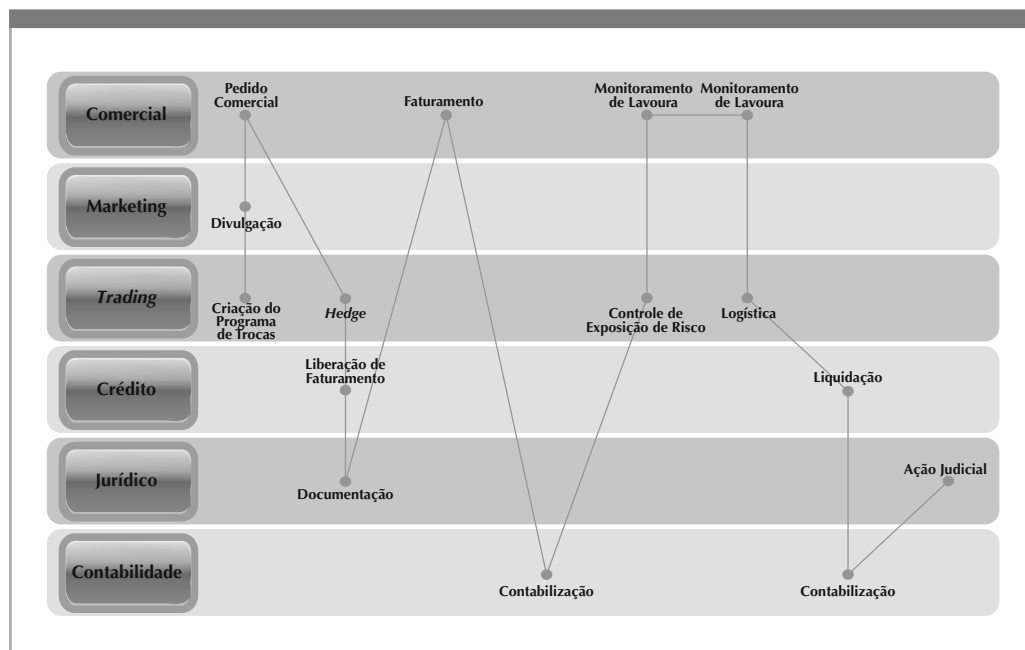 Comercial
Pedido
Comercial
Faturamento
Monitoramento
de Lavoura
Monitoramento
de Lavoura
Marketing
Divulgação
Trading
Criação do
Programa
de Trocas
Hedge
Controle de
Exposição de Risco
Logística
Crédito
Liberação de
Faturamento
Liquidação
Jurídico
Documentação
Ação Judicial
Contabilidade
Contabilização
Contabilização